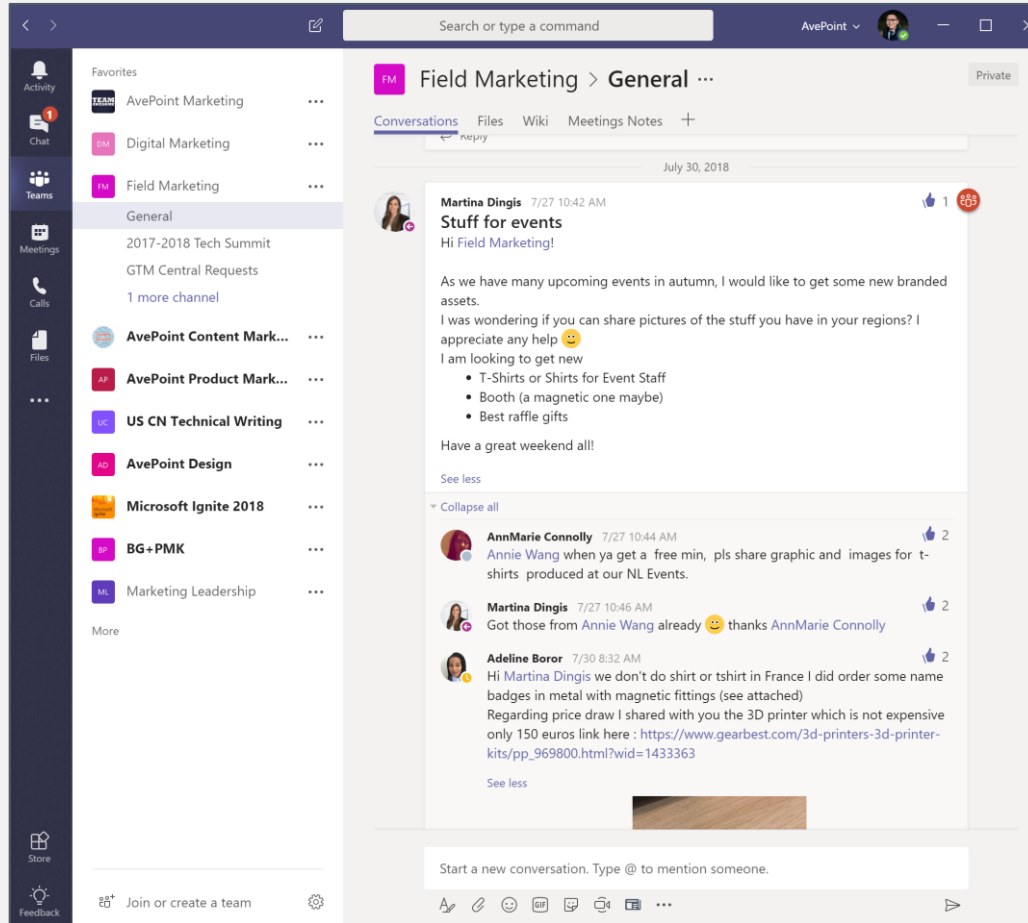 Search or type a command
AvePoint
Activity
Chat
1
Teams
Meetings
Calls
Files
Store
Feedback
Favorites
TEAM AWESOME
AvePoint Marketing
DM
Digital Marketing
FM
Field Marketing
General
2017-2018 Tech Summit
GTM Central Requests
1 more channel
AvePoint Content Mark...
AP
AvePoint Product Mark...
UC
US CN Technical Writing
AD
AvePoint Design
Microsoft Ignite 2018
BP
BG+PMK
ML
Marketing Leadership
More
Join or create a team
FM
Field Marketing > General
Private
Conversations Files Wiki Meetings Notes
Reply
July 30, 2018
Martina Dingis 7/27 10:42 AM
1
Stuff for events
Hi Field Marketing!
As we have many upcoming events in autumn, I would like to get some new branded
assets.
I was wondering if you can share pictures of the stuff you have in your regions? I
appreciate any help
I am looking to get new
• T-Shirts or Shirts for Event Staff
• Booth (a magnetic one maybe)
• Best raffle gifts
Have a great weekend all!
See less
Collapse all
AnnMarie Connolly 7/27 10:44 AM
2
Annie Wang when ya get a free min, pls share graphic and images for t-
shirts produced at our NL Events.
Martina Dingis 7/27 10:46 AM
2
Got those from Annie Wang already thanks AnnMarie Connolly
Adeline Boror 7/30 8:32 AM
2
Hi Martina Dingis we don't do shirt or tshirt in France I did order some name
badges in metal with magnetic fittings (see attached)
Regarding price draw I shared with you the 3D printer which is not expensive
only 150 euros link here : https://www.gearbest.com/3d-printers-3d-printer-
kits/pp_969800.html?wid=1433363
See less
Start a new conversation. Type @ to mention someone.
GIF